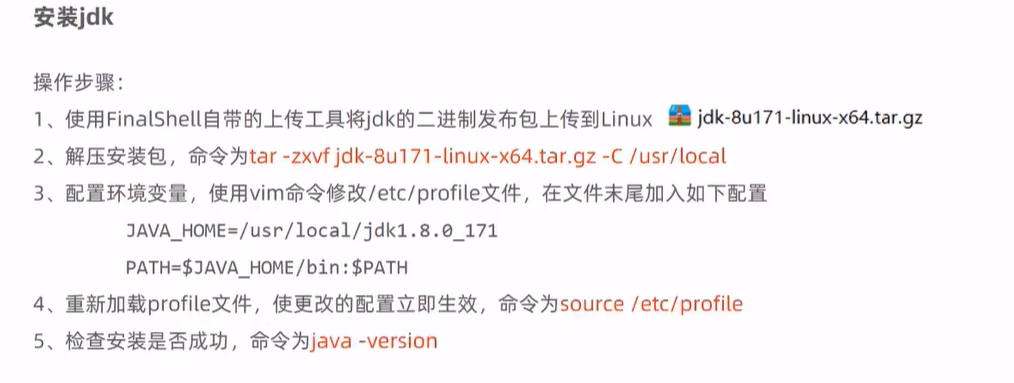 安装jdk
操作步骤：
1、使用FinalShell自带的上传工具将jdk的二进制发布包上传到Linux jdk-8u171-linux-x64.tar.gz
2、解压安装包，命令为tar -zxvf jdk-8u171-linux-x64.tar.gz -C /usr/local
3、配置环境变量，使用vim命令修改/etc/profile文件，在文件末尾加入如下配置
JAVA_HOME=/usr/local/jdk1.8.0_171
PATH=$JAVA_HOME/bin:$PATH
4、重新加载profile文件，使更改的配置立即生效，命令为source /etc/profile
5、检查安装是否成功，命令为java -version